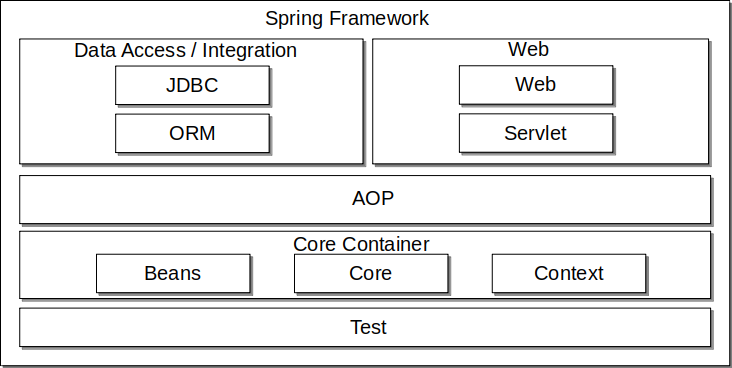 Spring Framework
Data Access / Integration
JDBC
ORM
Web
Web
Servlet
AOP
Core Container
Beans
Core
Context
Test